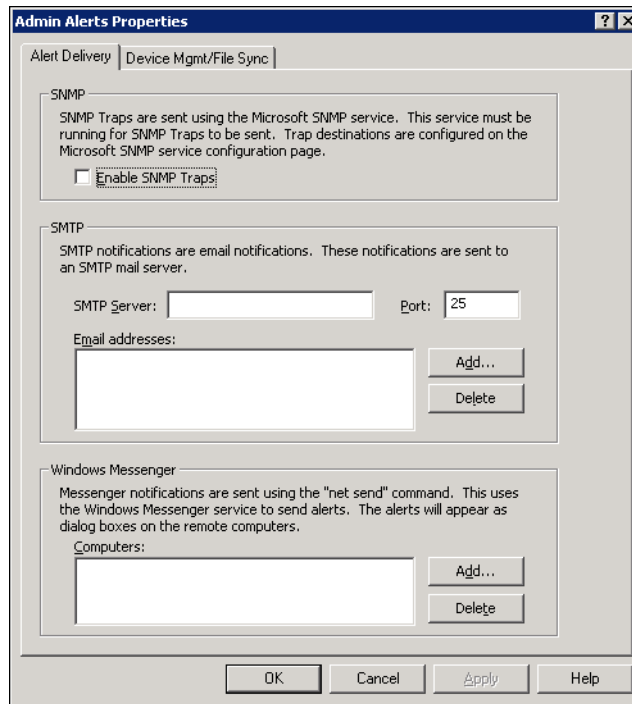 Admin Alerts Properties
Alert Delivery
Device Mgmt/File Sync
SNMP
SNMP Traps are sent using the Microsoft SNMP service. This service must be
running for SNMP Traps to be sent. Trap destinations are configured on the
Microsoft SNMP service configuration page.
Enable SNMP Traps
SMTP
SMTP notifications are email notifications. These notifications are sent to
an SMTP mail server.
SMTP Server:
Port: 25
Email addresses:
Add...
Delete
Windows Messenger
Messenger notifications are sent using the "net send" command. This uses
the Windows Messenger service to send alerts. The alerts will appear as
dialog boxes on the remote computers.
Computers:
Add...
Delete
OK
Cancel
Apply
Help